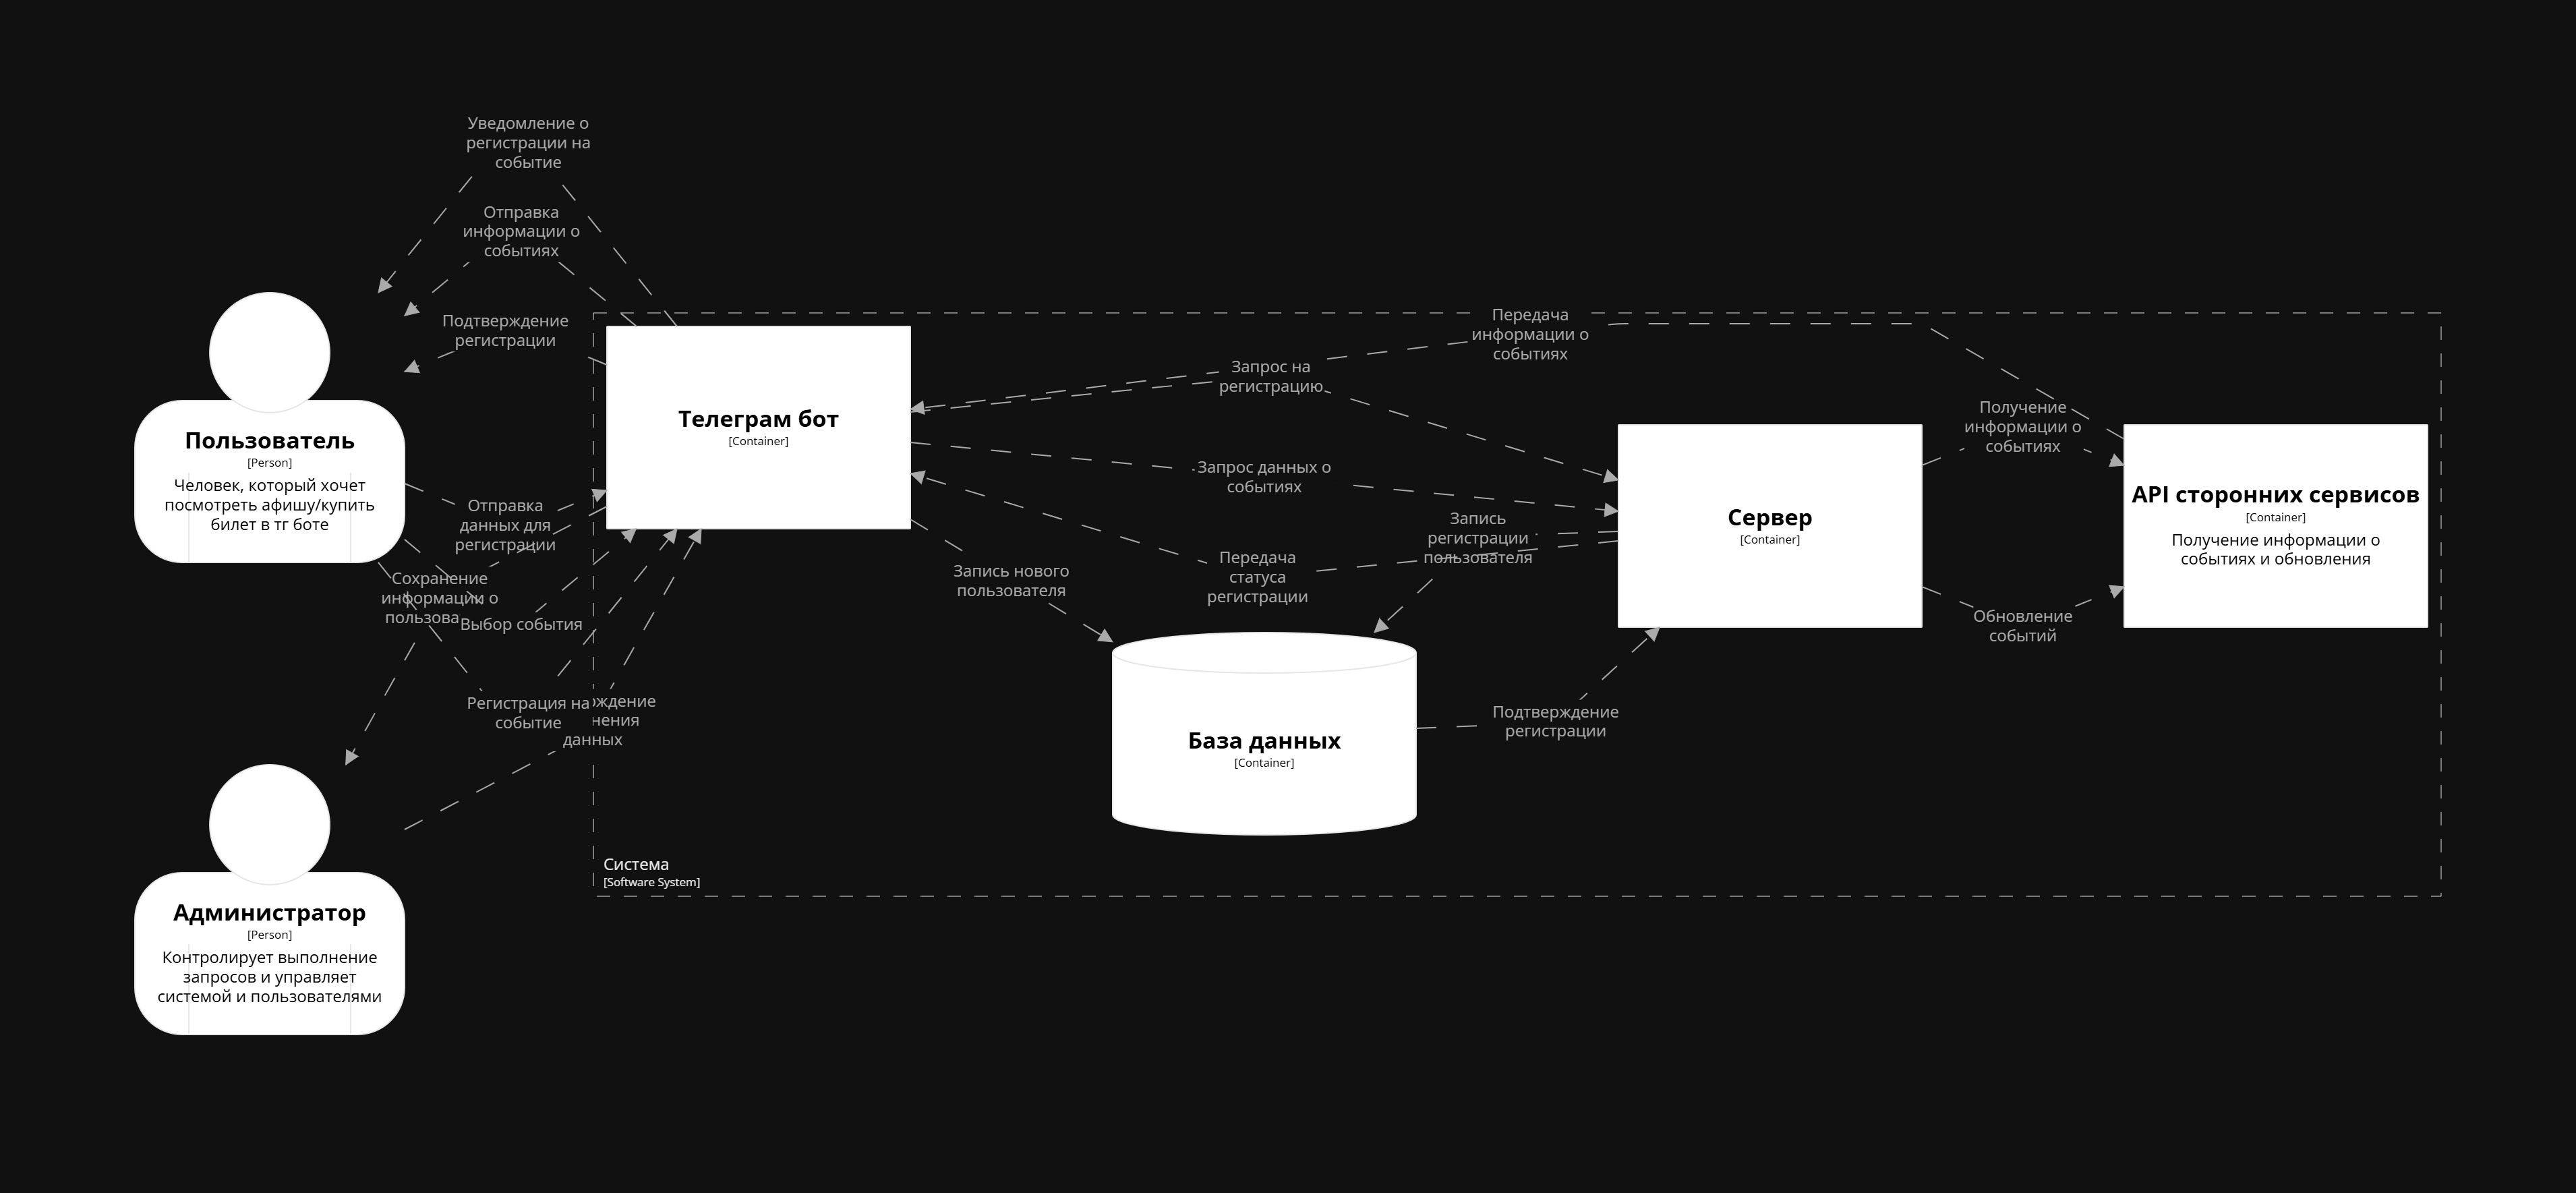 Уведомление о
регистрации на
событие
Отправка
информации о
событиях
Подтверждение
регистрации
Пользователь
[Person]
Человек, который хочет
посмотреть афишу/купить
билет в тг боте
Отправка
данных для
регистрации
Сохранение
информации о
пользова
Выбор события
Регистрация на
событие
ждение
нения
данных
Администратор
[Person]
Контролирует выполнение
запросов и управляет
системой и пользователями
Телеграм бот
[Container]
Передача
информации о
событиях
Запрос на
регистрацию
Запрос данных о
событиях
Передача
статуса
регистрации
Запись
регистрации
пользователя
Запись нового
пользователя
База данных
[Container]
Подтверждение
регистрации
Сервер
[Container]
Получение
информации о
событиях
Обновление
событий
API сторонних сервисов
[Container]
Получение информации о
событиях и обновления
Система
[Software System]